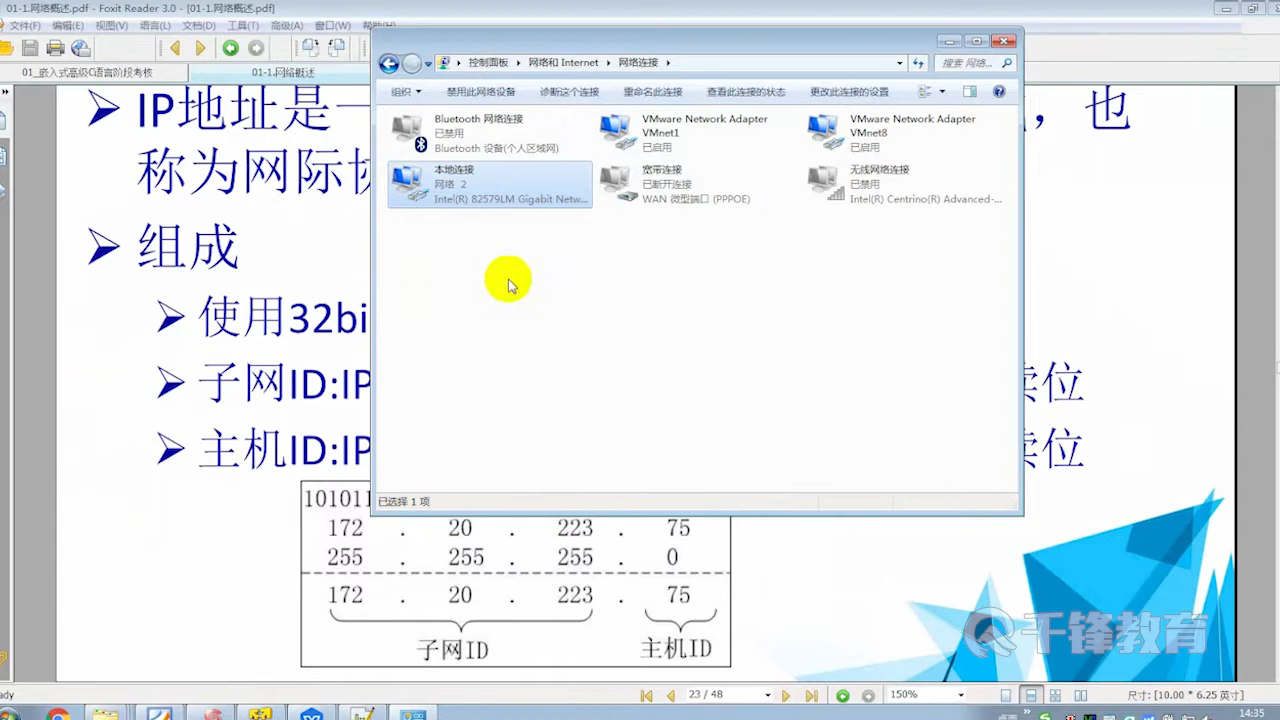 01-1.网络概述.pdf - Foxit Reader 3.0 - [01-1.网络概述.pdf]
文件(F) 编辑(E) 视图(V) 语言(L) 文档(D) 工具(T) 高级(A) 窗口(W) 帮助(H)
01_嵌入式高级C语言阶段考核 01-1.网络概述
控制面板 网络和 Internet 网络连接 搜索 网络...
组织 禁用此网络设备 诊断这个连接 重命名此连接 查看此连接的状态 更改此连接的设置
Bluetooth 网络连接
已禁用
Bluetooth 设备(个人区域网)
VMware Network Adapter
VMnet1
已启用
VMware Network Adapter
VMnet8
已启用
本地连接
网络 2
Intel(R) 82579LM Gigabit Netw...
宽带连接
已断开连接
WAN 微型端口 (PPPOE)
无线网络连接
已禁用
Intel(R) Centrino(R) Advanced-...
已选择 1 项
IP地址是一 ，也
称为网际协
组成
使用32bi
子网ID:IP 续位
主机ID:IP 续位
101011
172 . 20 . 223 . 75
255 . 255 . 255 . 0
172 . 20 . 223 . 75
子网ID 主机ID
千锋教育
ady 23 / 48 150% 尺寸: [10.00 * 6.25 英寸]
14:35